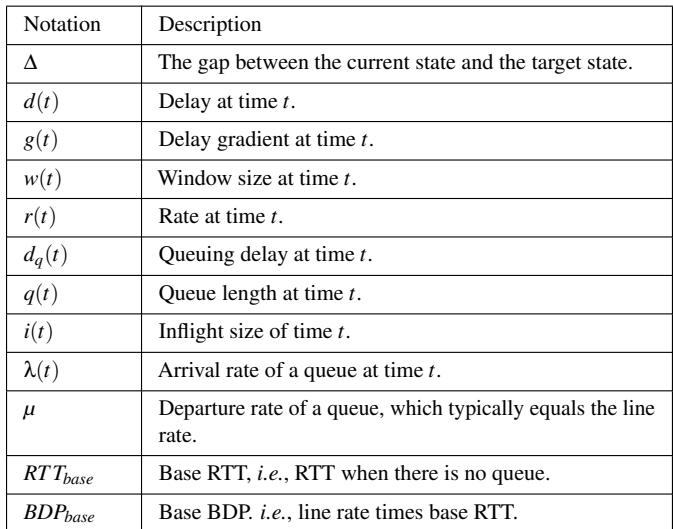 Notation Description
Δ The gap between the current state and the target state.
d(t) Delay at time t.
g(t) Delay gradient at time t.
w(t) Window size at time t.
r(t) Rate at time t.
d_q(t) Queuing delay at time t.
q(t) Queue length at time t.
i(t) Inflight size of time t.
λ(t) Arrival rate of a queue at time t.
μ Departure rate of a queue, which typically equals the line
rate.
RTT_base Base RTT, i.e., RTT when there is no queue.
BDP_base Base BDP. i.e., line rate times base RTT.